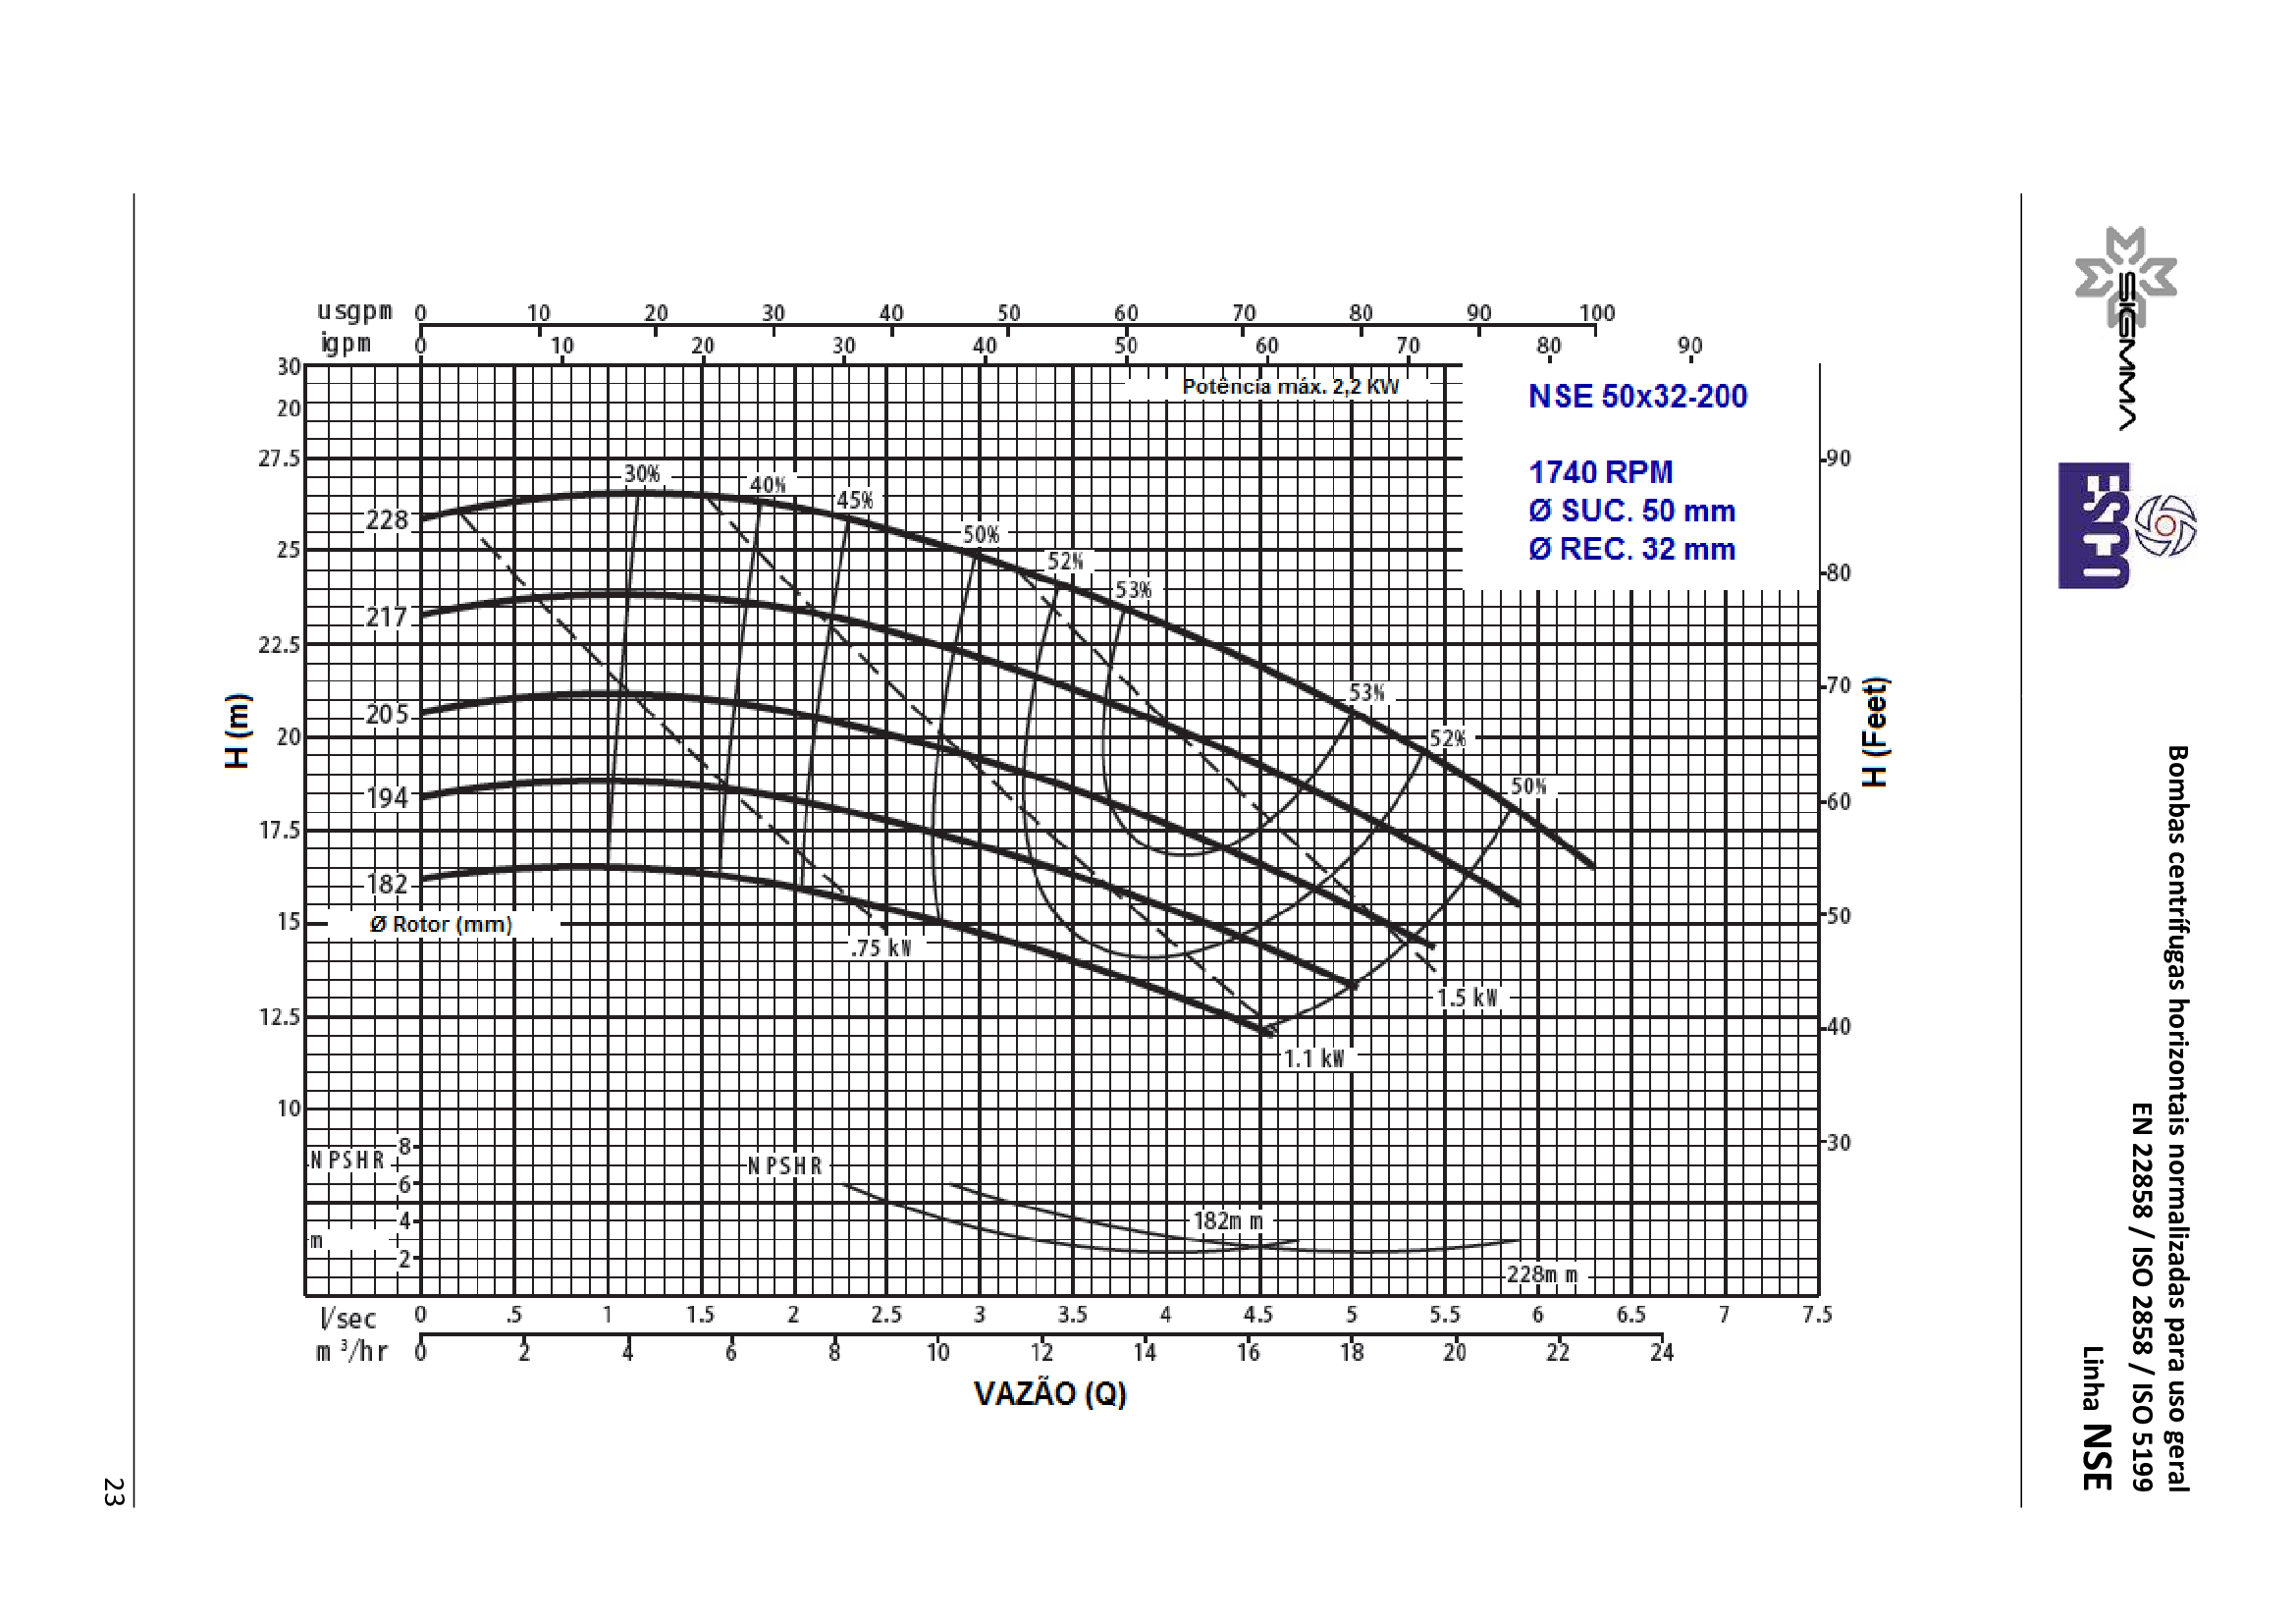 usgpm 0 10 20 30 40 50 60 70 80 90 100
igpm 0 10 20 30 40 50 60 70 80 90
30
20
27.5
25
22.5
20
17.5
15
12.5
10
H (m)
Potência máx. 2,2 KW
NSE 50x32-200
1740 RPM
Ø SUC. 50 mm
Ø REC. 32 mm
90
80
70
60
50
40
30
H (Feet)
30%
40%
45%
50%
52%
53%
53%
52%
50%
228
217
205
194
182
Ø Rotor (mm)
.75 kW
1.5 kW
1.1 kW
8
NPSHR
6
4
m
2
NPSHR
182mm
228mm
l/sec 0 .5 1 1.5 2 2.5 3 3.5 4 4.5 5 5.5 6 6.5 7 7.5
m³/hr 0 2 4 6 8 10 12 14 16 18 20 22 24
VAZÃO (Q)
SIGMMA
ESCO
Bombas centrífugas horizontais normalizadas para uso geral
EN 22858 / ISO 2858 / ISO 5199
Linha NSE
23